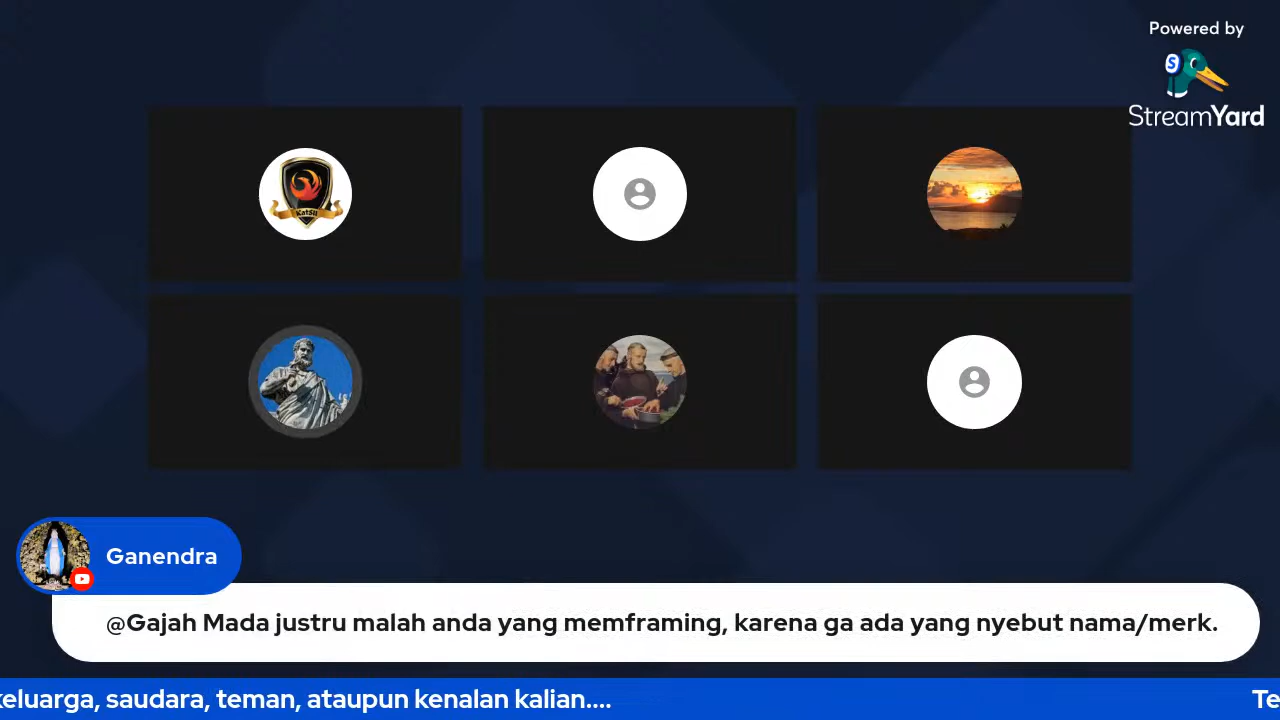 Powered by
StreamYard
Katsu
Ganendra
@Gajah Mada justru malah anda yang memframing, karena ga ada yang nyebut nama/merk.
keluarga, saudara, teman, ataupun kenalan kalian.... Te